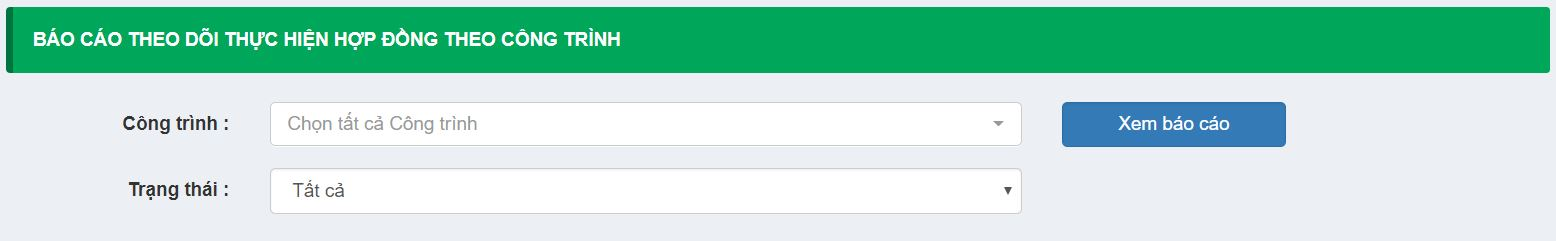 BÁO CÁO THEO DÕI THỰC HIỆN HỢP ĐỒNG THEO CÔNG TRÌNH
Công trình : Chọn tất cả Công trình Xem báo cáo
Trạng thái : Tất cả